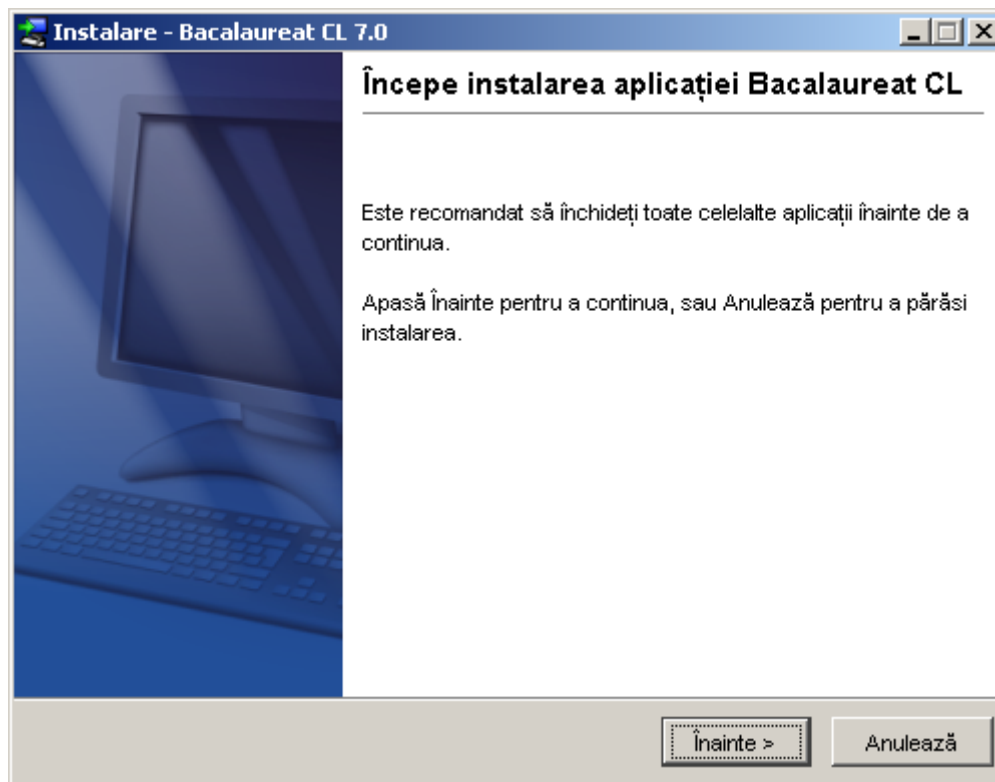 Instalare - Bacalaureat CL 7.0
Începe instalarea aplicației Bacalaureat CL
Este recomandat să închideți toate celelalte aplicații înainte de a
continua.
Apasă Înainte pentru a continua, sau Anulează pentru a părăsi
instalarea.
Înainte >
Anulează